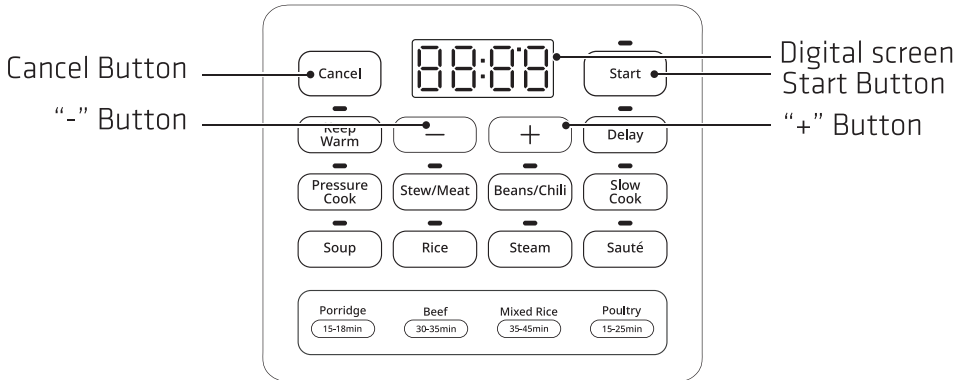 Cancel Button
"-" Button
Cancel
88:88
Start
Digital screen
Start Button
"+" Button
Keep
Warm
−
+
Delay
Pressure
Cook
Stew/Meat
Beans/Chili
Slow
Cook
Soup
Rice
Steam
Sauté
Porridge
Beef
Mixed Rice
Poultry
15-18min
30-35min
35-45min
15-25min